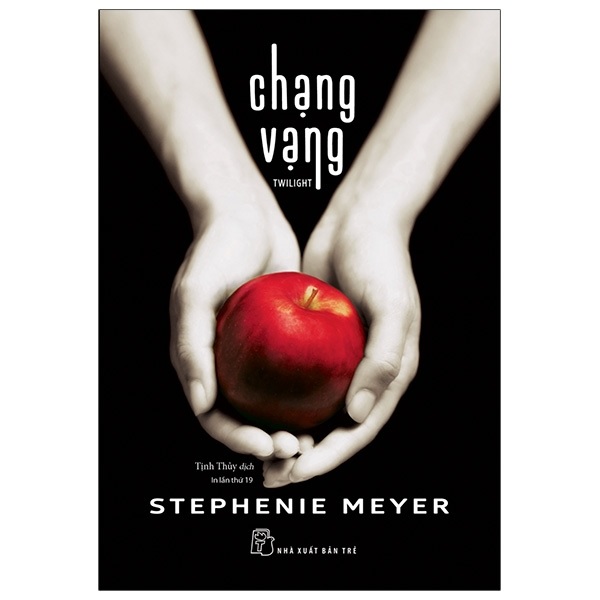 chạng
vạng
TWILIGHT
Tịnh Thủy dịch
In lần thứ 19
STEPHENIE MEYER
NHÀ XUẤT BẢN TRẺ